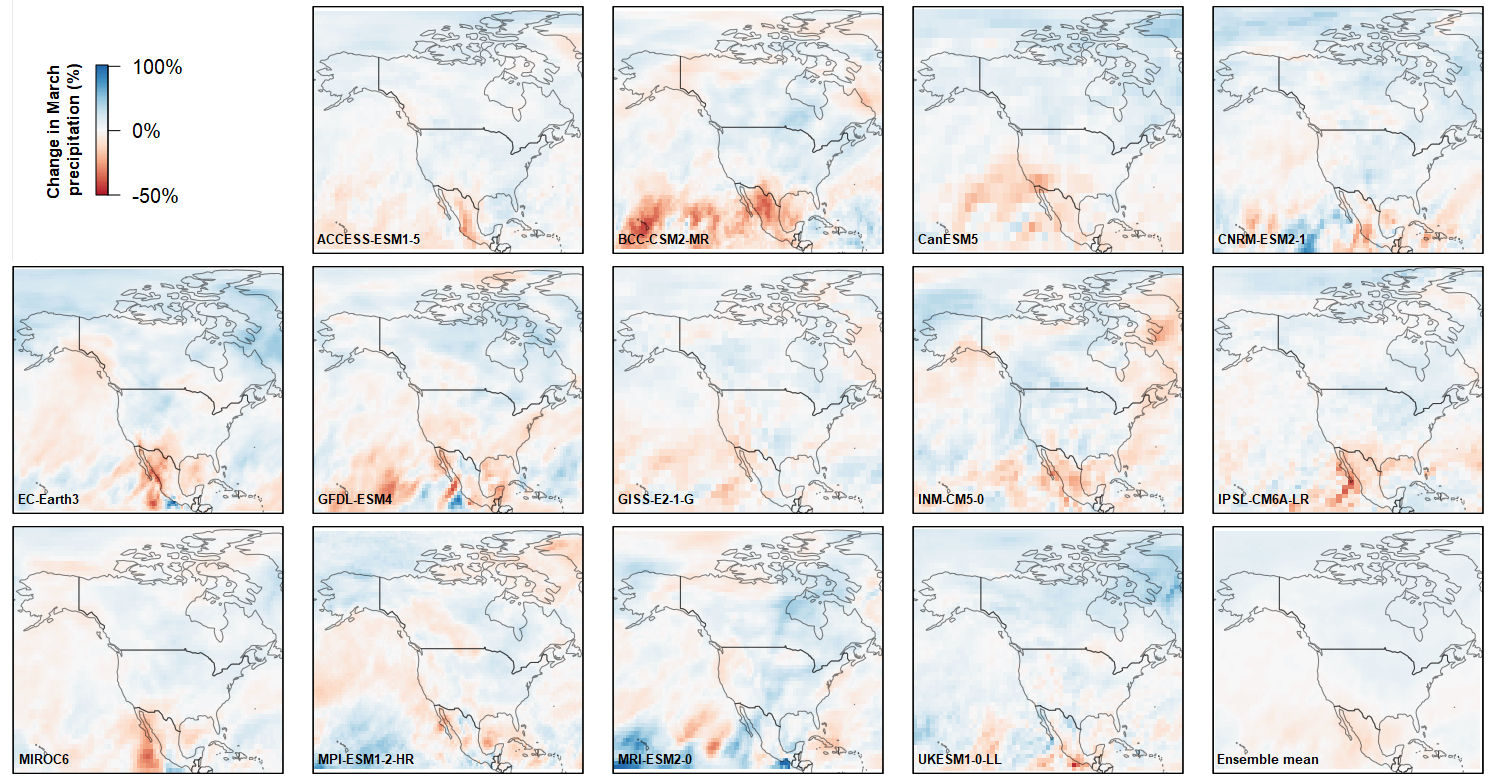 Change in March
precipitation (%)
100%
0%
-50%
ACCESS-ESM1-5
BCC-CSM2-MR
CanESM5
CNRM-ESM2-1
EC-Earth3
GFDL-ESM4
GISS-E2-1-G
INM-CM5-0
IPSL-CM6A-LR
MIROC6
MPI-ESM1-2-HR
MRI-ESM2-0
UKESM1-0-LL
Ensemble mean